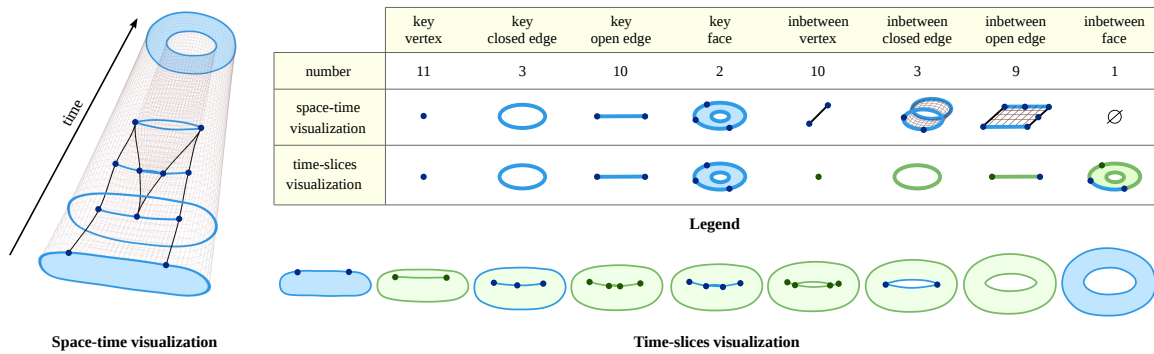 time
key vertex
key closed edge
key open edge
key face
inbetween vertex
inbetween closed edge
inbetween open edge
inbetween face
number 11 3 10 2 10 3 9 1
space-time visualization ∅
time-slices visualization
Legend
Space-time visualization
Time-slices visualization